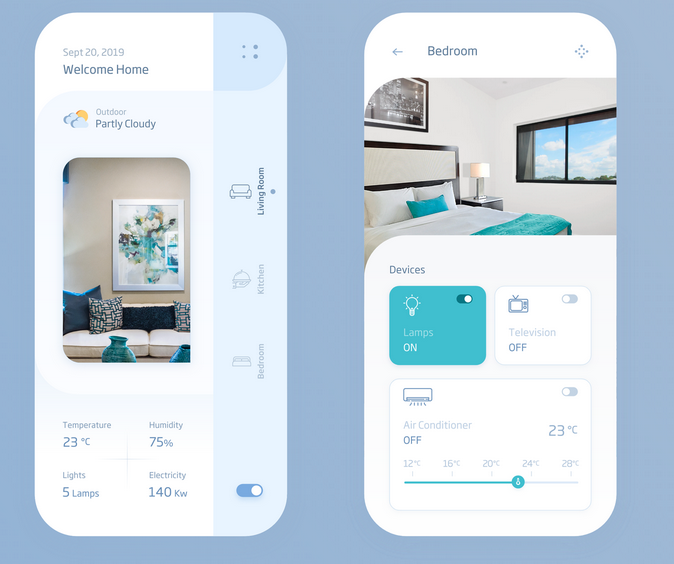 Sept 20, 2019
Welcome Home
Outdoor
Partly Cloudy
Living Room
Kitchen
Bedroom
Temperature
23 °C
Humidity
75%
Lights
5 Lamps
Electricity
140 Kw
Bedroom
Devices
Lamps
ON
Television
OFF
Air Conditioner
OFF
23 °C
12°C 16°C 20°C 24°C 28°C